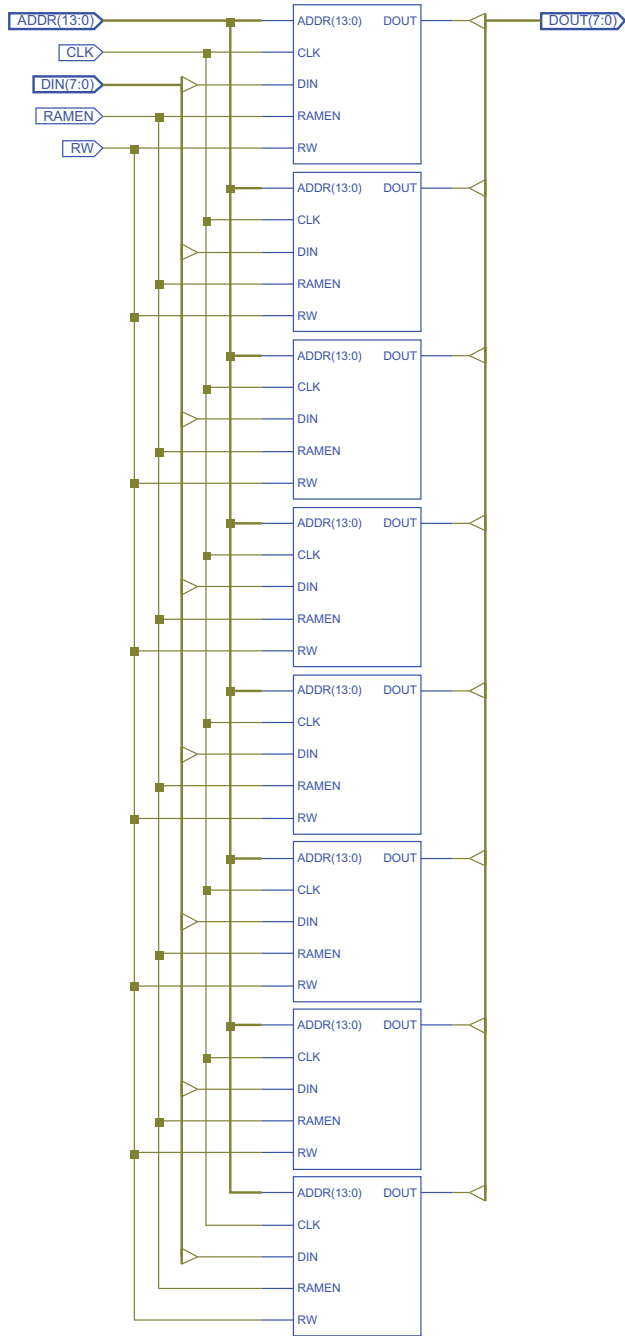 ADDR(13:0)
CLK
DIN(7:0)
RAMEN
RW
DOUT(7:0)
ADDR(13:0) DOUT
CLK
DIN
RAMEN
RW
ADDR(13:0) DOUT
CLK
DIN
RAMEN
RW
ADDR(13:0) DOUT
CLK
DIN
RAMEN
RW
ADDR(13:0) DOUT
CLK
DIN
RAMEN
RW
ADDR(13:0) DOUT
CLK
DIN
RAMEN
RW
ADDR(13:0) DOUT
CLK
DIN
RAMEN
RW
ADDR(13:0) DOUT
CLK
DIN
RAMEN
RW
ADDR(13:0) DOUT
CLK
DIN
RAMEN
RW